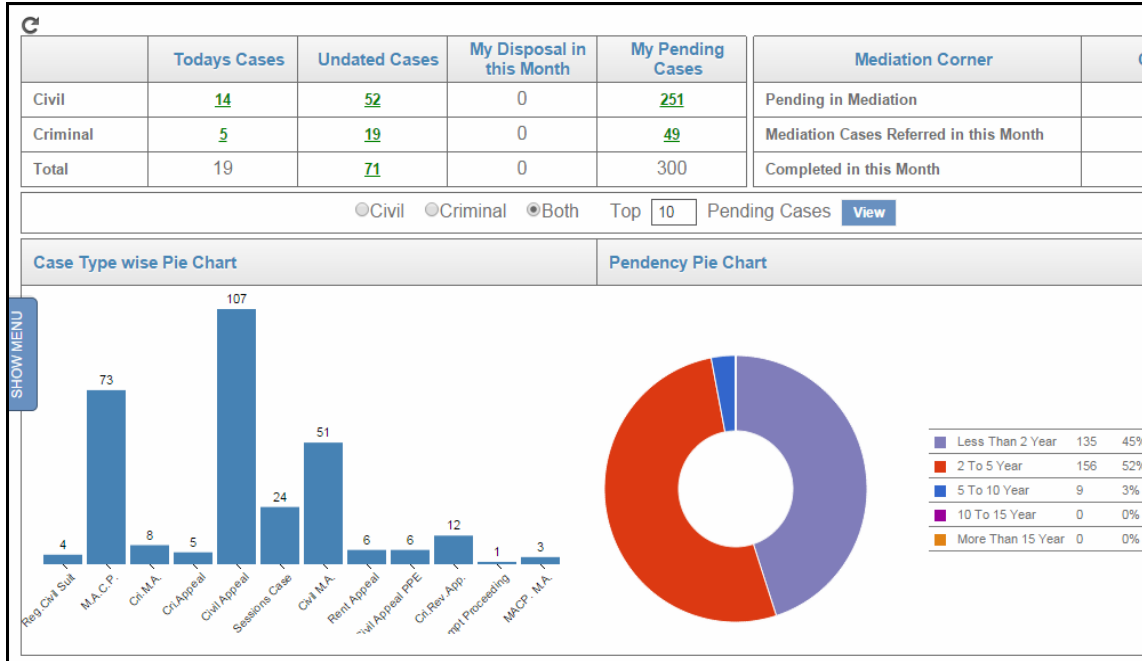 Todays Cases Undated Cases My Disposal in this Month My Pending Cases
Civil 14 52 0 251
Criminal 5 19 0 49
Total 19 71 0 300
Mediation Corner
Pending in Mediation
Mediation Cases Referred in this Month
Completed in this Month
Civil Criminal Both Top 10 Pending Cases View
SHOW MENU
Case Type wise Pie Chart
4 73 8 5 107 24 51 6 6 12 1 3
Reg.Civil Suit
M.A.C.P.
Cri.M.A.
Cri.Appeal
Civil Appeal
Sessions Case
Civil M.A.
Rent Appeal
ivil Appeal PPE
Cri.Rev.App.
mpt Proceeding
MACP. M.A.
Pendency Pie Chart
Less Than 2 Year 135 45%
2 To 5 Year 156 52%
5 To 10 Year 9 3%
10 To 15 Year 0 0%
More Than 15 Year 0 0%